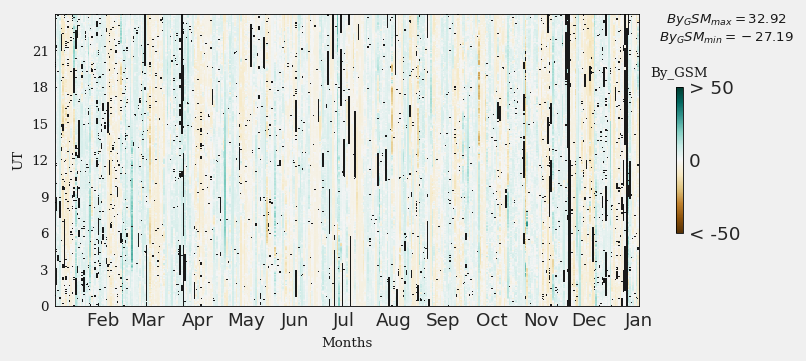 By_GSM_max = 32.92
By_GSM_min = −27.19
By_GSM
> 50
0
< -50
UT
21
18
15
12
9
6
3
0
Feb Mar Apr May Jun Jul Aug Sep Oct Nov Dec Jan
Months